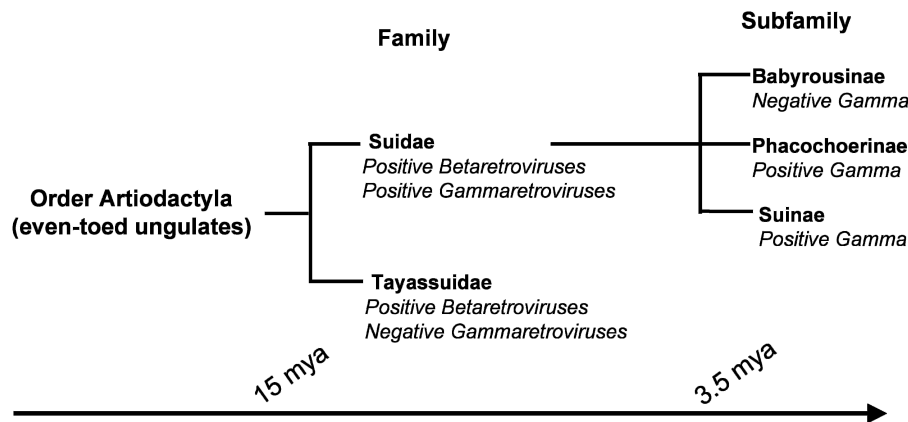 Family
Subfamily
Order Artiodactyla
(even-toed ungulates)
Suidae
Positive Betaretroviruses
Positive Gammaretroviruses
Tayassuidae
Positive Betaretroviruses
Negative Gammaretroviruses
Babyrousinae
Negative Gamma
Phacochoerinae
Positive Gamma
Suinae
Positive Gamma
15 mya
3.5 mya